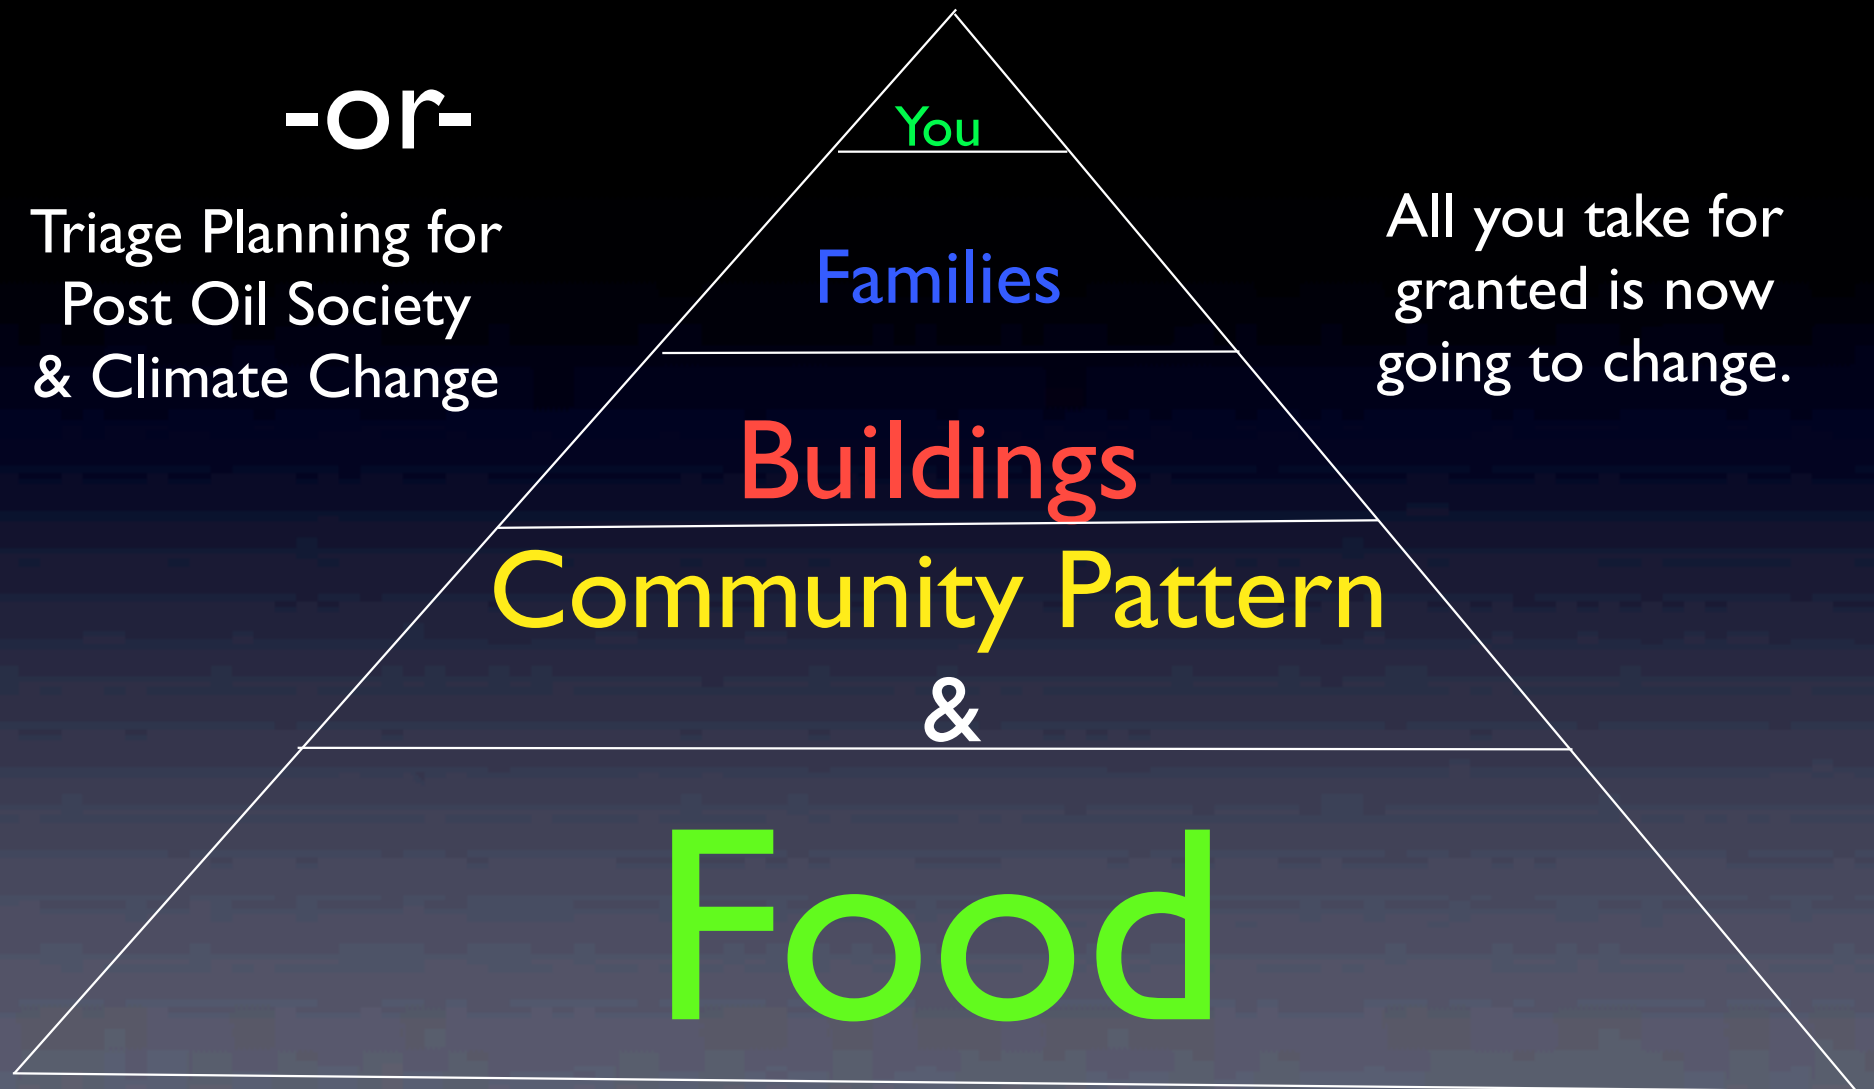 -or-
Triage Planning for
Post Oil Society
& Climate Change
You
Families
Buildings
Community Pattern
&
Food
All you take for
granted is now
going to change.